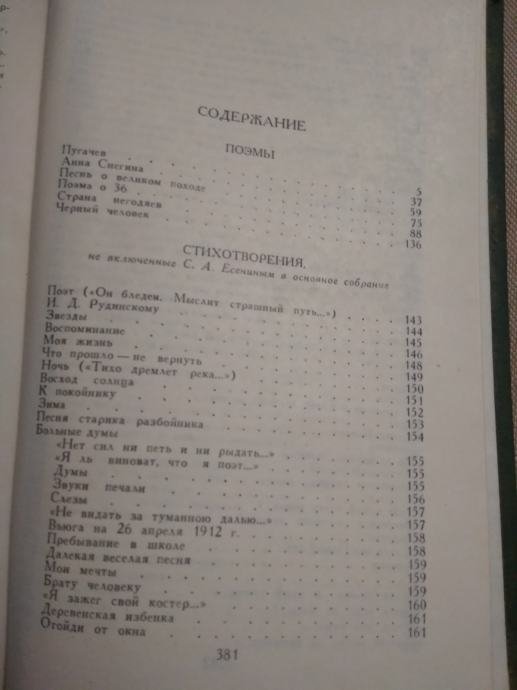 СОДЕРЖАНИЕ
ПОЭМЫ
Пугачев . . . . . . . . . . 5
Анна Снегина . . . . . . . . . . 37
Песнь о великом походе . . . . . . . . 59
Поэма о 36 . . . . . . . . . . 75
Страна негодяев . . . . . . . . . . 88
Черный человек . . . . . . . . . . 136
СТИХОТВОРЕНИЯ,
не включенные С. А. Есениным в основное собрание
Поэт («Он бледен. Мыслит страшный путь...») . . . 143
И. Д. Рудинскому . . . . . . . . . . 144
Звезды . . . . . . . . . . 145
Воспоминание . . . . . . . . . . 146
Моя жизнь . . . . . . . . . . 148
Что прошло — не вернуть . . . . . . . . 149
Ночь («Тихо дремлет река...») . . . . . . . 150
Восход солнца . . . . . . . . . . 151
К покойнику . . . . . . . . . . 152
Зима . . . . . . . . . . 153
Песня старика разбойника . . . . . . . . 154
Больные думы
«Нет сил ни петь и ни рыдать...» . . . . . . 155
«Я ль виноват, что я поэт...» . . . . . . 155
Думы . . . . . . . . . . 155
Звуки печали . . . . . . . . . . 156
Слезы . . . . . . . . . . 157
«Не видать за туманною далью...» . . . . . . 157
Вьюга на 26 апреля 1912 г. . . . . . . . 158
Пребывание в школе . . . . . . . . . . 158
Далекая веселая песня . . . . . . . . 159
Мои мечты . . . . . . . . . . 159
Брату человеку . . . . . . . . . . 159
«Я зажег свой костер...» . . . . . . . . 160
Деревенская избенка . . . . . . . . . . 161
Отойди от окна . . . . . . . . . . 161
381